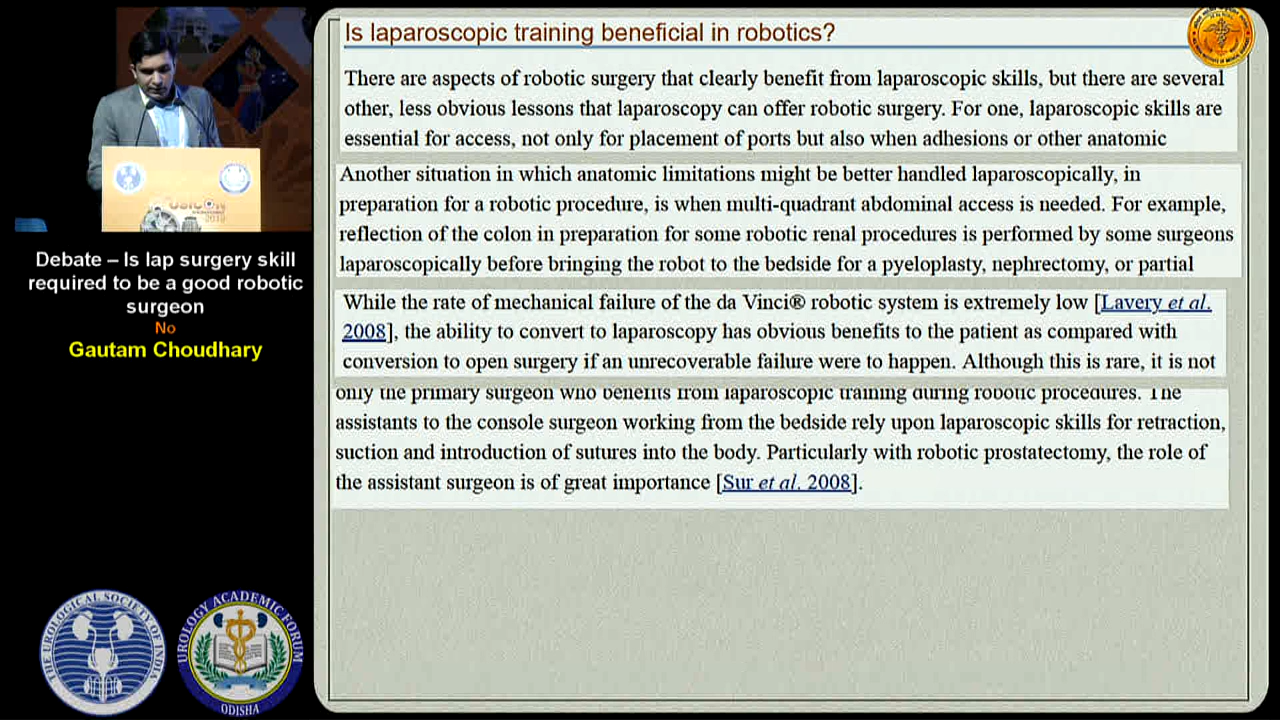 Is laparoscopic training beneficial in robotics?
There are aspects of robotic surgery that clearly benefit from laparoscopic skills, but there are several
other, less obvious lessons that laparoscopy can offer robotic surgery. For one, laparoscopic skills are
essential for access, not only for placement of ports but also when adhesions or other anatomic
Another situation in which anatomic limitations might be better handled laparoscopically, in
preparation for a robotic procedure, is when multi-quadrant abdominal access is needed. For example,
reflection of the colon in preparation for some robotic renal procedures is performed by some surgeons
laparoscopically before bringing the robot to the bedside for a pyeloplasty, nephrectomy, or partial
While the rate of mechanical failure of the da Vinci® robotic system is extremely low [Lavery et al.
2008], the ability to convert to laparoscopy has obvious benefits to the patient as compared with
conversion to open surgery if an unrecoverable failure were to happen. Although this is rare, it is not
only the primary surgeon who benefits from laparoscopic training during robotic procedures. The
assistants to the console surgeon working from the bedside rely upon laparoscopic skills for retraction,
suction and introduction of sutures into the body. Particularly with robotic prostatectomy, the role of
the assistant surgeon is of great importance [Sur et al. 2008].
Debate – Is lap surgery skill
required to be a good robotic
surgeon
No
Gautam Choudhary
THE UROLOGICAL SOCIETY OF INDIA
UROLOGY ACADEMIC FORUM
ODISHA